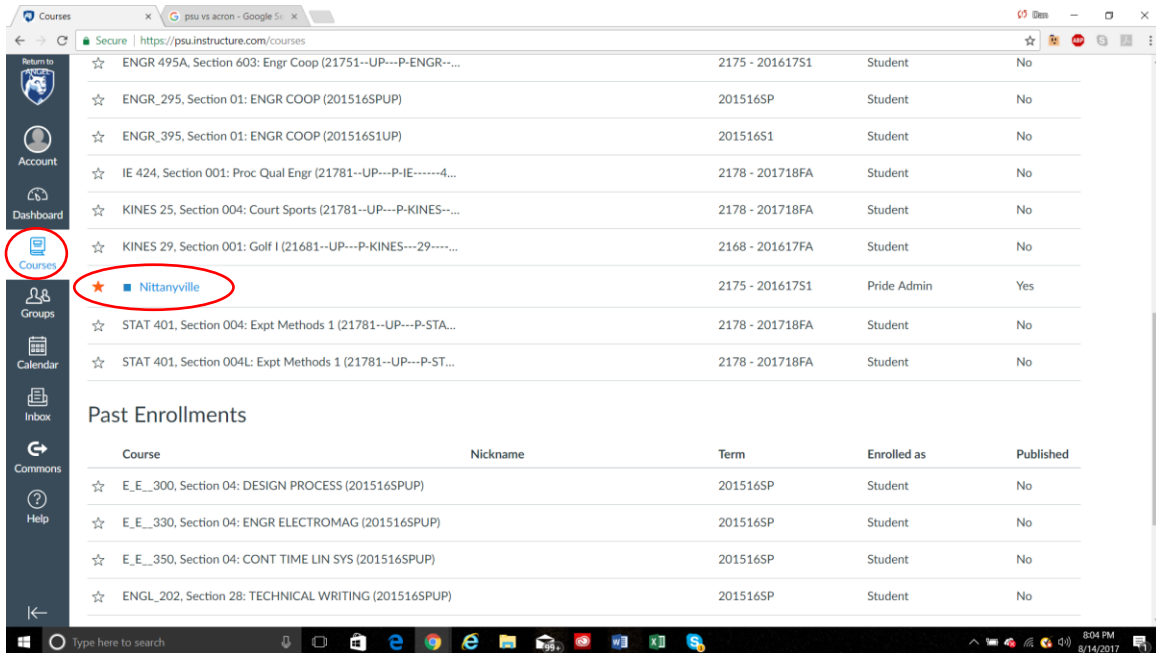 Courses
psu vs acron - Google Se
Secure | https://psu.instructure.com/courses
ABP
Return to
ANGEL
Account
Dashboard
Courses
Groups
Calendar
Inbox
Commons
Help
ENGR 495A, Section 603: Engr Coop (21751--UP---P-ENGR--... 2175 - 201617S1 Student No
ENGR_295, Section 01: ENGR COOP (201516SPUP) 201516SP Student No
ENGR_395, Section 01: ENGR COOP (201516S1UP) 201516S1 Student No
IE 424, Section 001: Proc Qual Engr (21781--UP---P-IE------4... 2178 - 201718FA Student No
KINES 25, Section 004: Court Sports (21781--UP---P-KINES--... 2178 - 201718FA Student No
KINES 29, Section 001: Golf I (21681--UP---P-KINES---29----... 2168 - 201617FA Student No
Nittanyville 2175 - 201617S1 Pride Admin Yes
STAT 401, Section 004: Expt Methods 1 (21781--UP---P-STA... 2178 - 201718FA Student No
STAT 401, Section 004L: Expt Methods 1 (21781--UP---P-ST... 2178 - 201718FA Student No
Past Enrollments
Course Nickname Term Enrolled as Published
E_E__300, Section 04: DESIGN PROCESS (201516SPUP) 201516SP Student No
E_E__330, Section 04: ENGR ELECTROMAG (201516SPUP) 201516SP Student No
E_E__350, Section 04: CONT TIME LIN SYS (201516SPUP) 201516SP Student No
ENGL_202, Section 28: TECHNICAL WRITING (201516SPUP) 201516SP Student No
Type here to search
99+
8:04 PM
8/14/2017